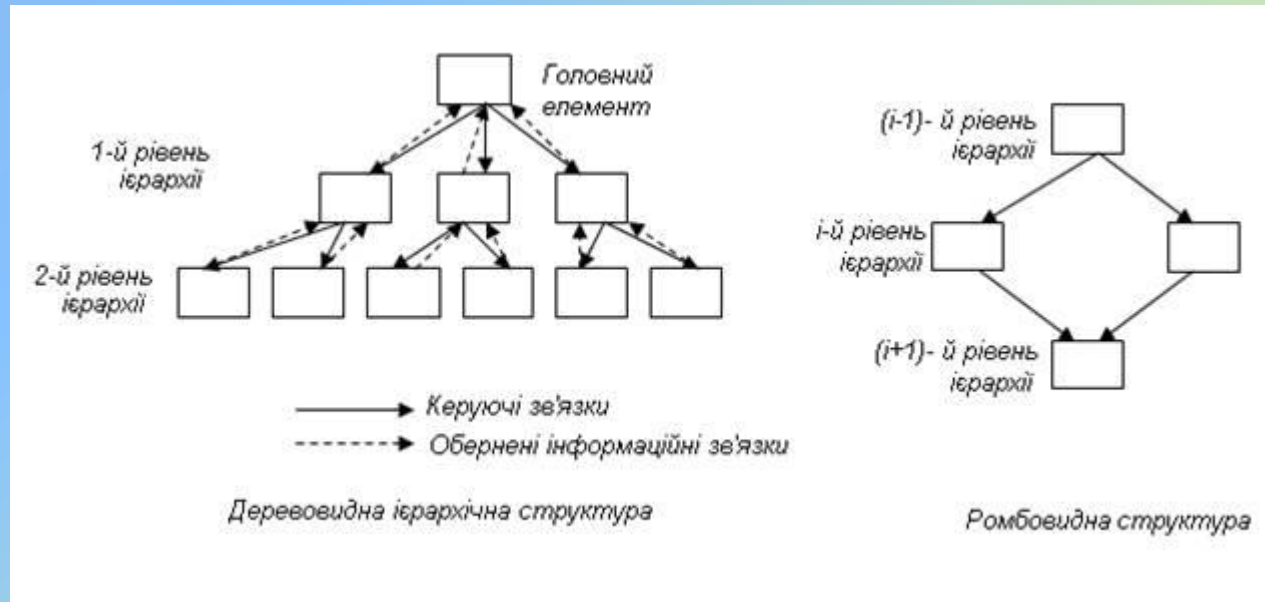 Головний
елемент
1-й рівень
ієрархії
2-й рівень
ієрархії
Керуючі зв'язки
Обернені інформаційні зв'язки
Деревовидна ієрархічна структура
(i-1)- й рівень
ієрархії
i-й рівень
ієрархії
(i+1)- й рівень
ієрархії
Ромбовидна структура